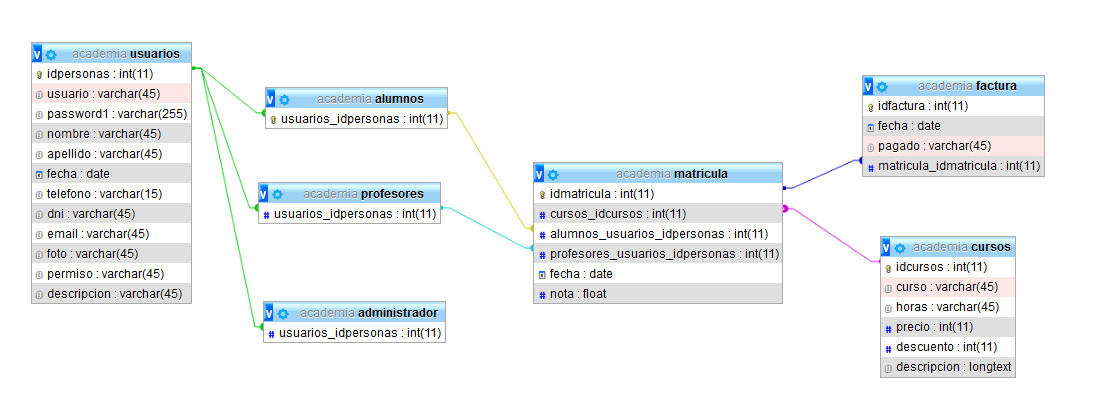 academia usuarios
idpersonas : int(11)
usuario : varchar(45)
password1 : varchar(255)
nombre : varchar(45)
apellido : varchar(45)
fecha : date
telefono : varchar(15)
dni : varchar(45)
email : varchar(45)
foto : varchar(45)
permiso : varchar(45)
descripcion : varchar(45)
academia alumnos
usuarios_idpersonas : int(11)
academia profesores
usuarios_idpersonas : int(11)
academia administrador
usuarios_idpersonas : int(11)
academia matricula
idmatricula : int(11)
cursos_idcursos : int(11)
alumnos_usuarios_idpersonas : int(11)
profesores_usuarios_idpersonas : int(11)
fecha : date
nota : float
academia factura
idfactura : int(11)
fecha : date
pagado : varchar(45)
matricula_idmatricula : int(11)
academia cursos
idcursos : int(11)
curso : varchar(45)
horas : varchar(45)
precio : int(11)
descuento : int(11)
descripcion : longtext